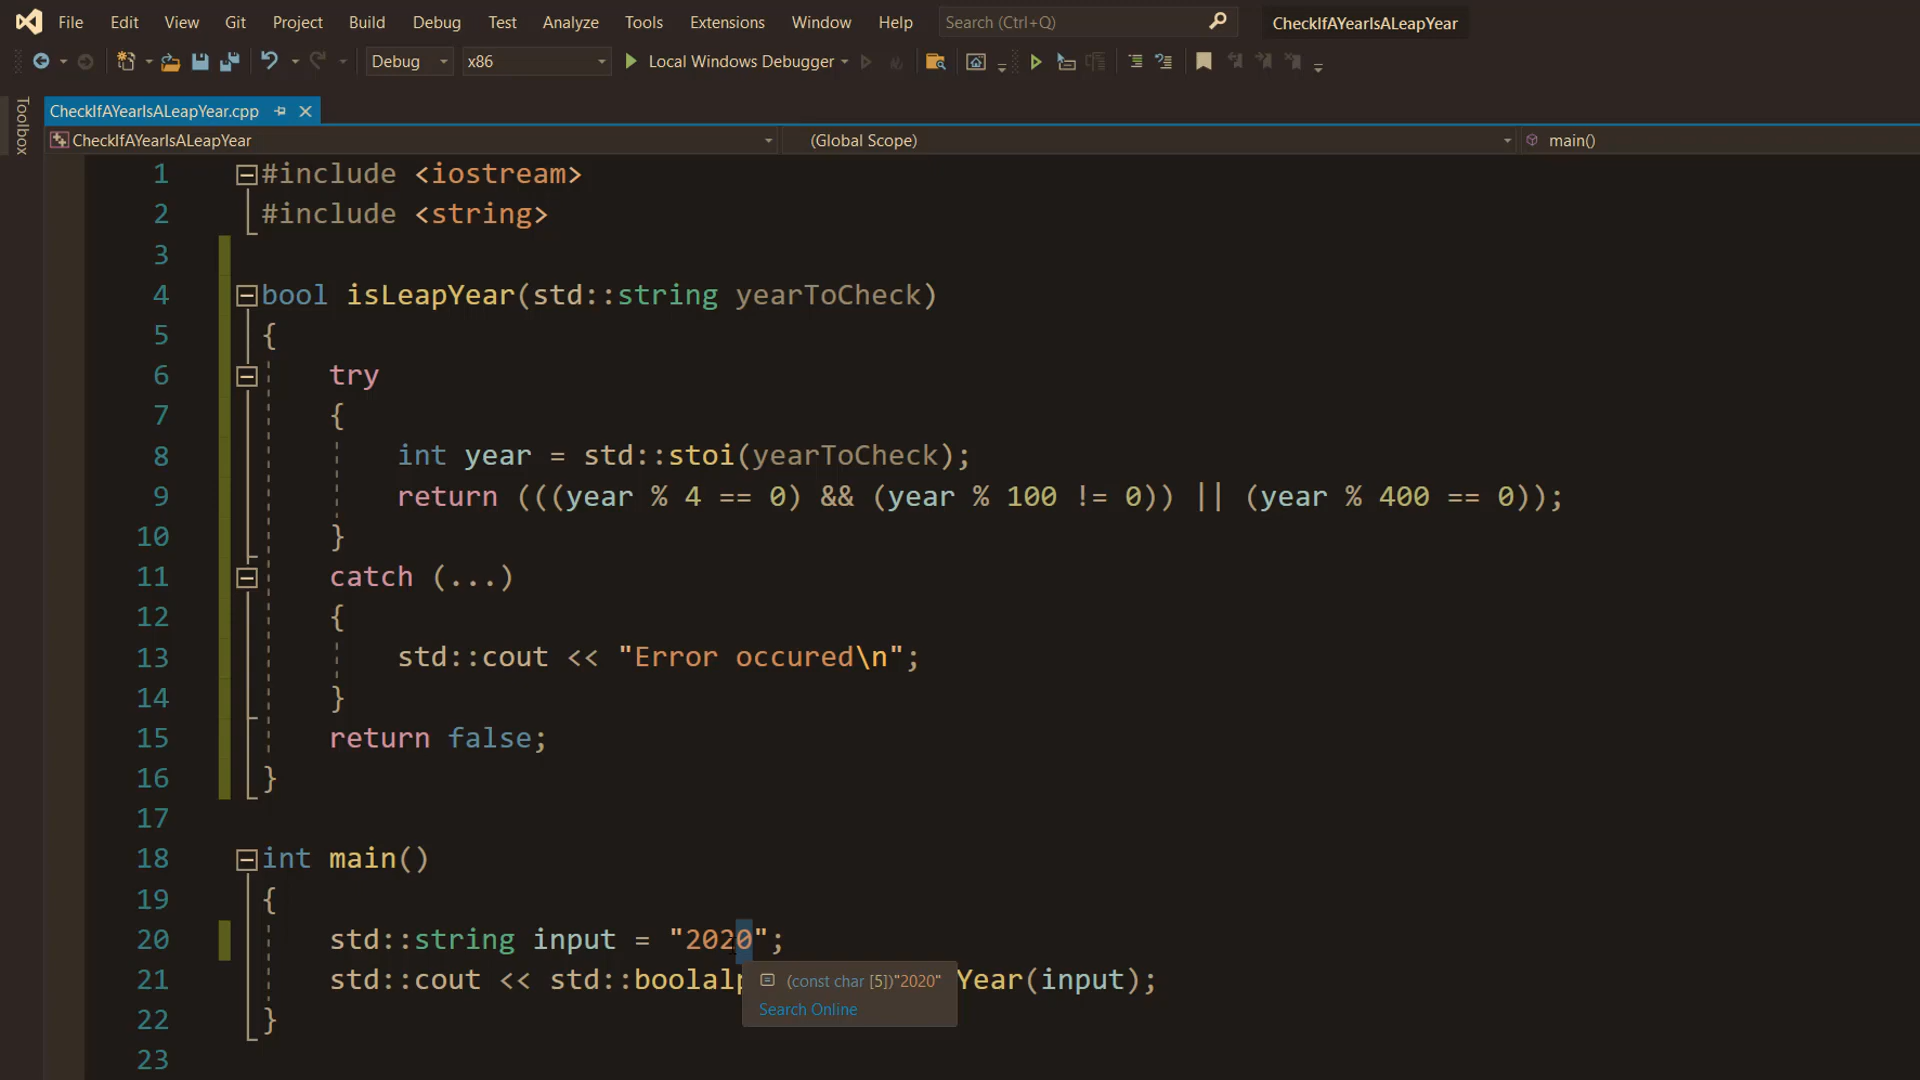 File Edit View Git Project Build Debug Test Analyze Tools Extensions Window Help Search (Ctrl+Q) CheckIfAYearIsALeapYear
Debug x86 Local Windows Debugger
Toolbox
CheckIfAYearIsALeapYear.cpp
CheckIfAYearIsALeapYear (Global Scope) main()
1 #include <iostream>
2 #include <string>
3
4 bool isLeapYear(std::string yearToCheck)
5 {
6 try
7 {
8 int year = std::stoi(yearToCheck);
9 return (((year % 4 == 0) && (year % 100 != 0)) || (year % 400 == 0));
10 }
11 catch (...)
12 {
13 std::cout << "Error occured\n";
14 }
15 return false;
16 }
17
18 int main()
19 {
20 std::string input = "2020";
21 std::cout << std::boolalp Year(input);
(const char [5])"2020"
Search Online
22 }
23